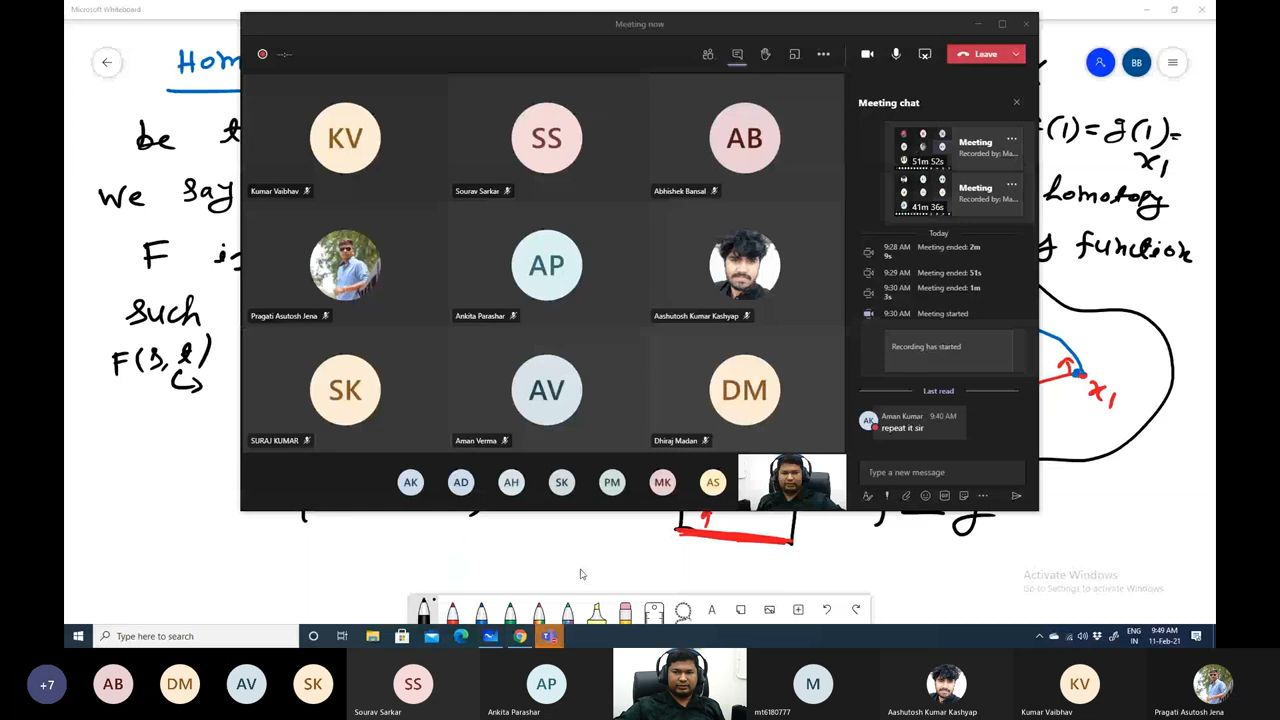 Microsoft Whiteboard
Meeting now
Hom
--:--
Leave
BB
be
f(1) = g(1) =
x1
We say
homotopy
F
function
such
F(s, t)
x1
KV
SS
AB
Kumar Vaibhav
Sourav Sarkar
Abhishek Bansal
AP
Pragati Asutosh Jena
Ankita Parashar
Aashutosh Kumar Kashyap
SK
AV
DM
SURAJ KUMAR
Aman Verma
Dhiraj Madan
AK
AD
AH
SK
PM
MK
AS
Meeting chat
Meeting
Recorded by: Ma...
51m 52s
Meeting
Recorded by: Ma...
41m 36s
Today
9:28 AM Meeting ended: 2m
9s
9:29 AM Meeting ended: 51s
9:30 AM Meeting ended: 1m
3s
9:30 AM Meeting started
Recording has started
Last read
AK
Aman Kumar 9:40 AM
repeat it sir
Type a new message
GIF
Activate Windows
Go to Settings to activate Windows.
A
Type here to search
ENG
IN
9:49 AM
11-Feb-21
+7
AB
DM
AV
SK
SS
Sourav Sarkar
AP
Ankita Parashar
M
mt6180777
Aashutosh Kumar Kashyap
KV
Kumar Vaibhav
Pragati Asutosh Jena